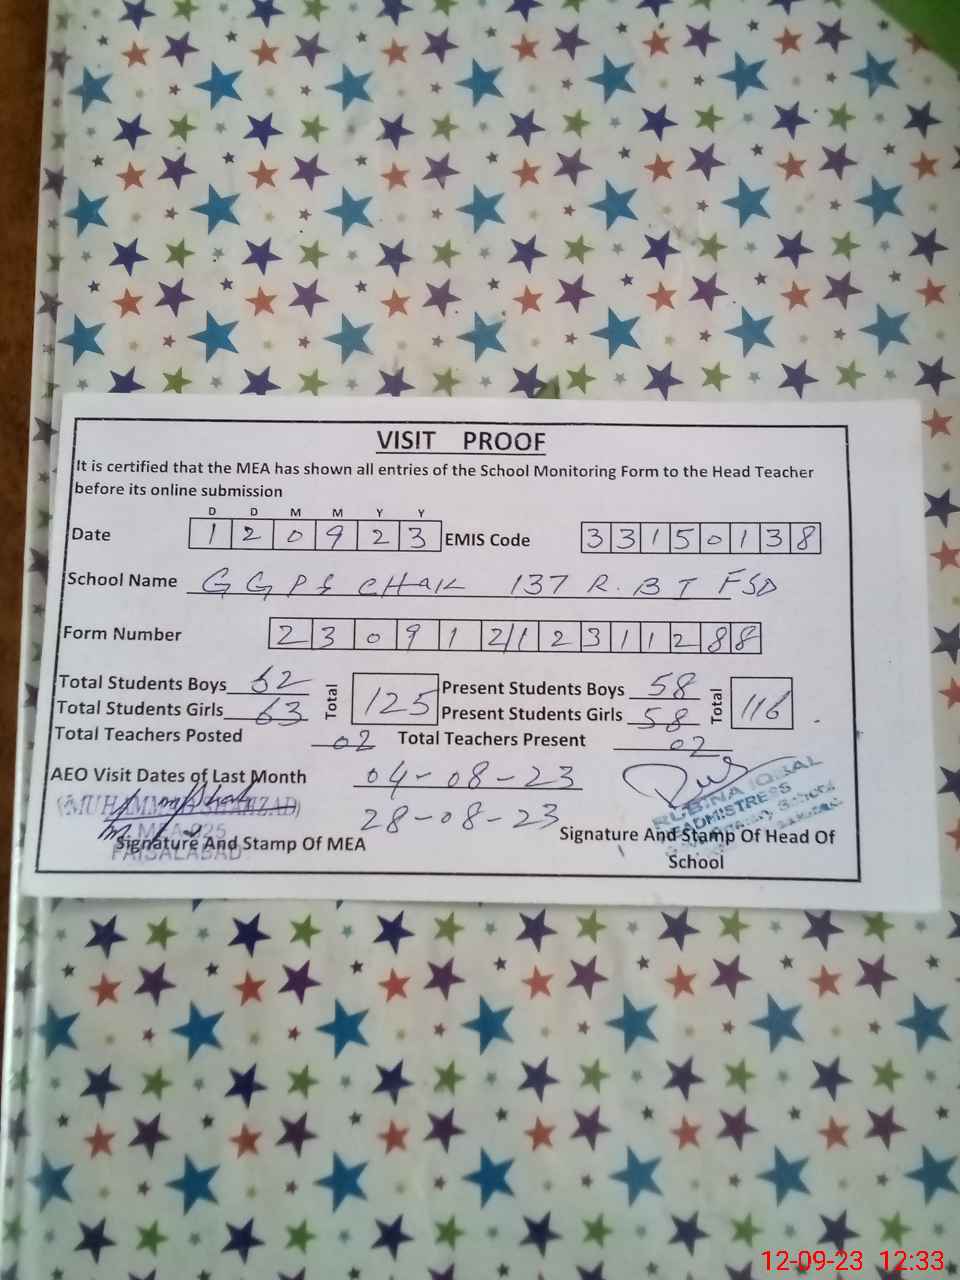 VISIT PROOF
It is certified that the MEA has shown all entries of the School Monitoring Form to the Head Teacher
before its online submission
D D M M Y Y
Date 1 2 0 9 2 3 EMIS Code 3 3 1 5 0 1 3 8
School Name G G P S CHAK 137 R.B T FSD
Form Number 2 3 0 9 1 2/1 2 3 1 1 2 8 8
Total Students Boys 62 Total 125 Present Students Boys 58 Total 116
Total Students Girls 63 Present Students Girls 58
Total Teachers Posted 02 Total Teachers Present 02
AEO Visit Dates of Last Month 04-08-23
28-08-23
(MUHAMMAD SHAHZAD)
MEA 925
FAISALABAD
Signature And Stamp Of MEA
RUBINA IQBAL
HEADMISTRESS
School
Signature And Stamp Of Head Of
School
12-09-23 12:33